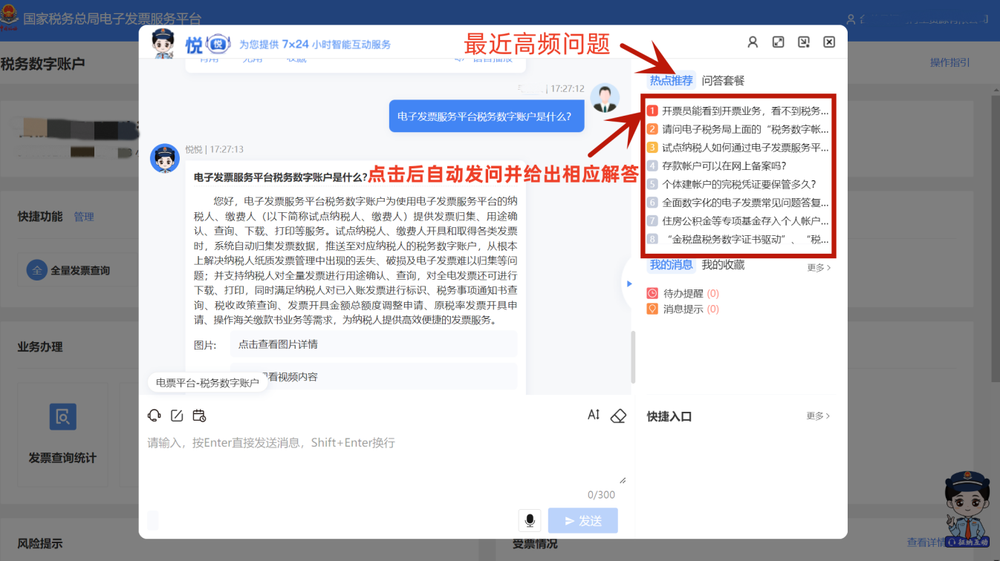 国家税务总局电子发票服务平台
税务数字账户
操作指引
快捷功能 管理
全 全量发票查询
业务办理
发票查询统计
风险提示
受票情况
查看详情
征纳互动
悦 悦 为您提供 7×24 小时智能互动服务
最近高频问题
17:27:12
电子发票服务平台税务数字账户是什么?
悦悦 | 17:27:13
电子发票服务平台税务数字账户是什么?
点击后自动发问并给出相应解答
您好，电子发票服务平台税务数字账户为使用电子发票服务平台的纳
税人、缴费人（以下简称试点纳税人、缴费人）提供发票归集、用途确
认、查询、下载、打印等服务。试点纳税人、缴费人开具和取得各类发票
时，系统自动归集发票数据，推送至对应纳税人的税务数字账户，从根本
上解决纳税人纸质发票管理中出现的丢失、破损及电子发票难以归集等问
题；并支持纳税人对全量发票进行用途确认、查询，对全电发票还可进行
下载、打印，同时满足纳税人对已入账发票进行标识、税务事项通知书查
询、税收政策查询、发票开具金额总额度调整申请、原税率发票开具申
请、操作海关缴款书业务等需求，为纳税人提供高效便捷的发票服务。
图片： 点击查看图片详情
看视频内容
电票平台-税务数字账户
请输入，按Enter直接发送消息，Shift+Enter换行
0/300
发送
热点推荐 问答套餐
1 开票员能看到开票业务，看不到税务...
2 请问电子税务局上面的“税务数字帐...
3 试点纳税人如何通过电子发票服务平...
4 存款帐户可以在网上备案吗?
5 个体建帐户的完税凭证要保管多久?
6 全面数字化的电子发票常见问题答复...
7 住房公积金等专项基金存入个人帐户...
8 “金税盘税务数字证书驱动”、“税...
我的消息 我的收藏 更多 >
待办提醒 (0)
消息提示 (0)
快捷入口 更多 >